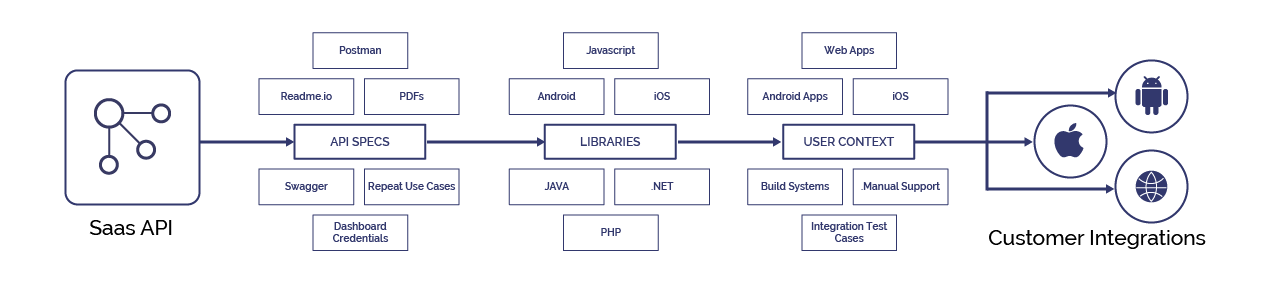 Saas API
Postman
Readme.io
PDFs
API SPECS
Swagger
Repeat Use Cases
Dashboard
Credentials
Javascript
Android
iOS
LIBRARIES
JAVA
.NET
PHP
Web Apps
Android Apps
iOS
USER CONTEXT
Build Systems
.Manual Support
Integration Test
Cases
Customer Integrations